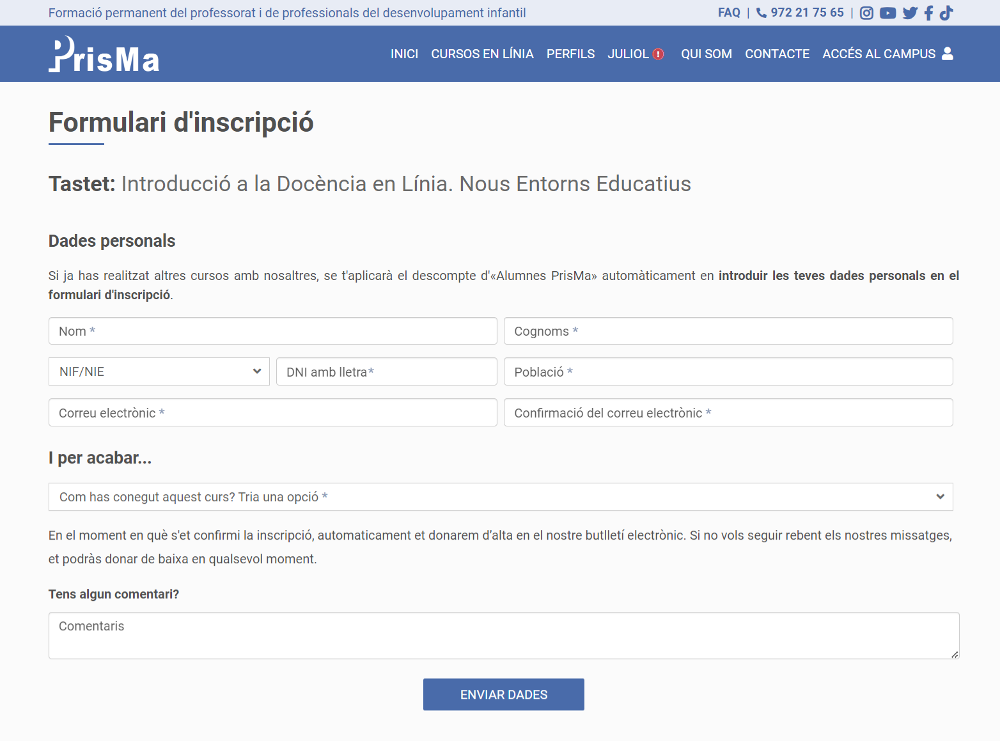 Formació permanent del professorat i de professionals del desenvolupament infantil
FAQ | 972 21 75 65 |
PrisMa
INICI CURSOS EN LÍNIA PERFILS JULIOL QUI SOM CONTACTE ACCÉS AL CAMPUS
Formulari d'inscripció
Tastet: Introducció a la Docència en Línia. Nous Entorns Educatius
Dades personals
Si ja has realitzat altres cursos amb nosaltres, se t'aplicarà el descompte d'«Alumnes PrisMa» automàticament en introduir les teves dades personals en el
formulari d'inscripció.
Nom * Cognoms *
NIF/NIE DNI amb lletra* Població *
Correu electrònic * Confirmació del correu electrònic *
I per acabar...
Com has conegut aquest curs? Tria una opció *
En el moment en què s'et confirmi la inscripció, automaticament et donarem d’alta en el nostre butlletí electrònic. Si no vols seguir rebent els nostres missatges,
et podràs donar de baixa en qualsevol moment.
Tens algun comentari?
Comentaris
ENVIAR DADES